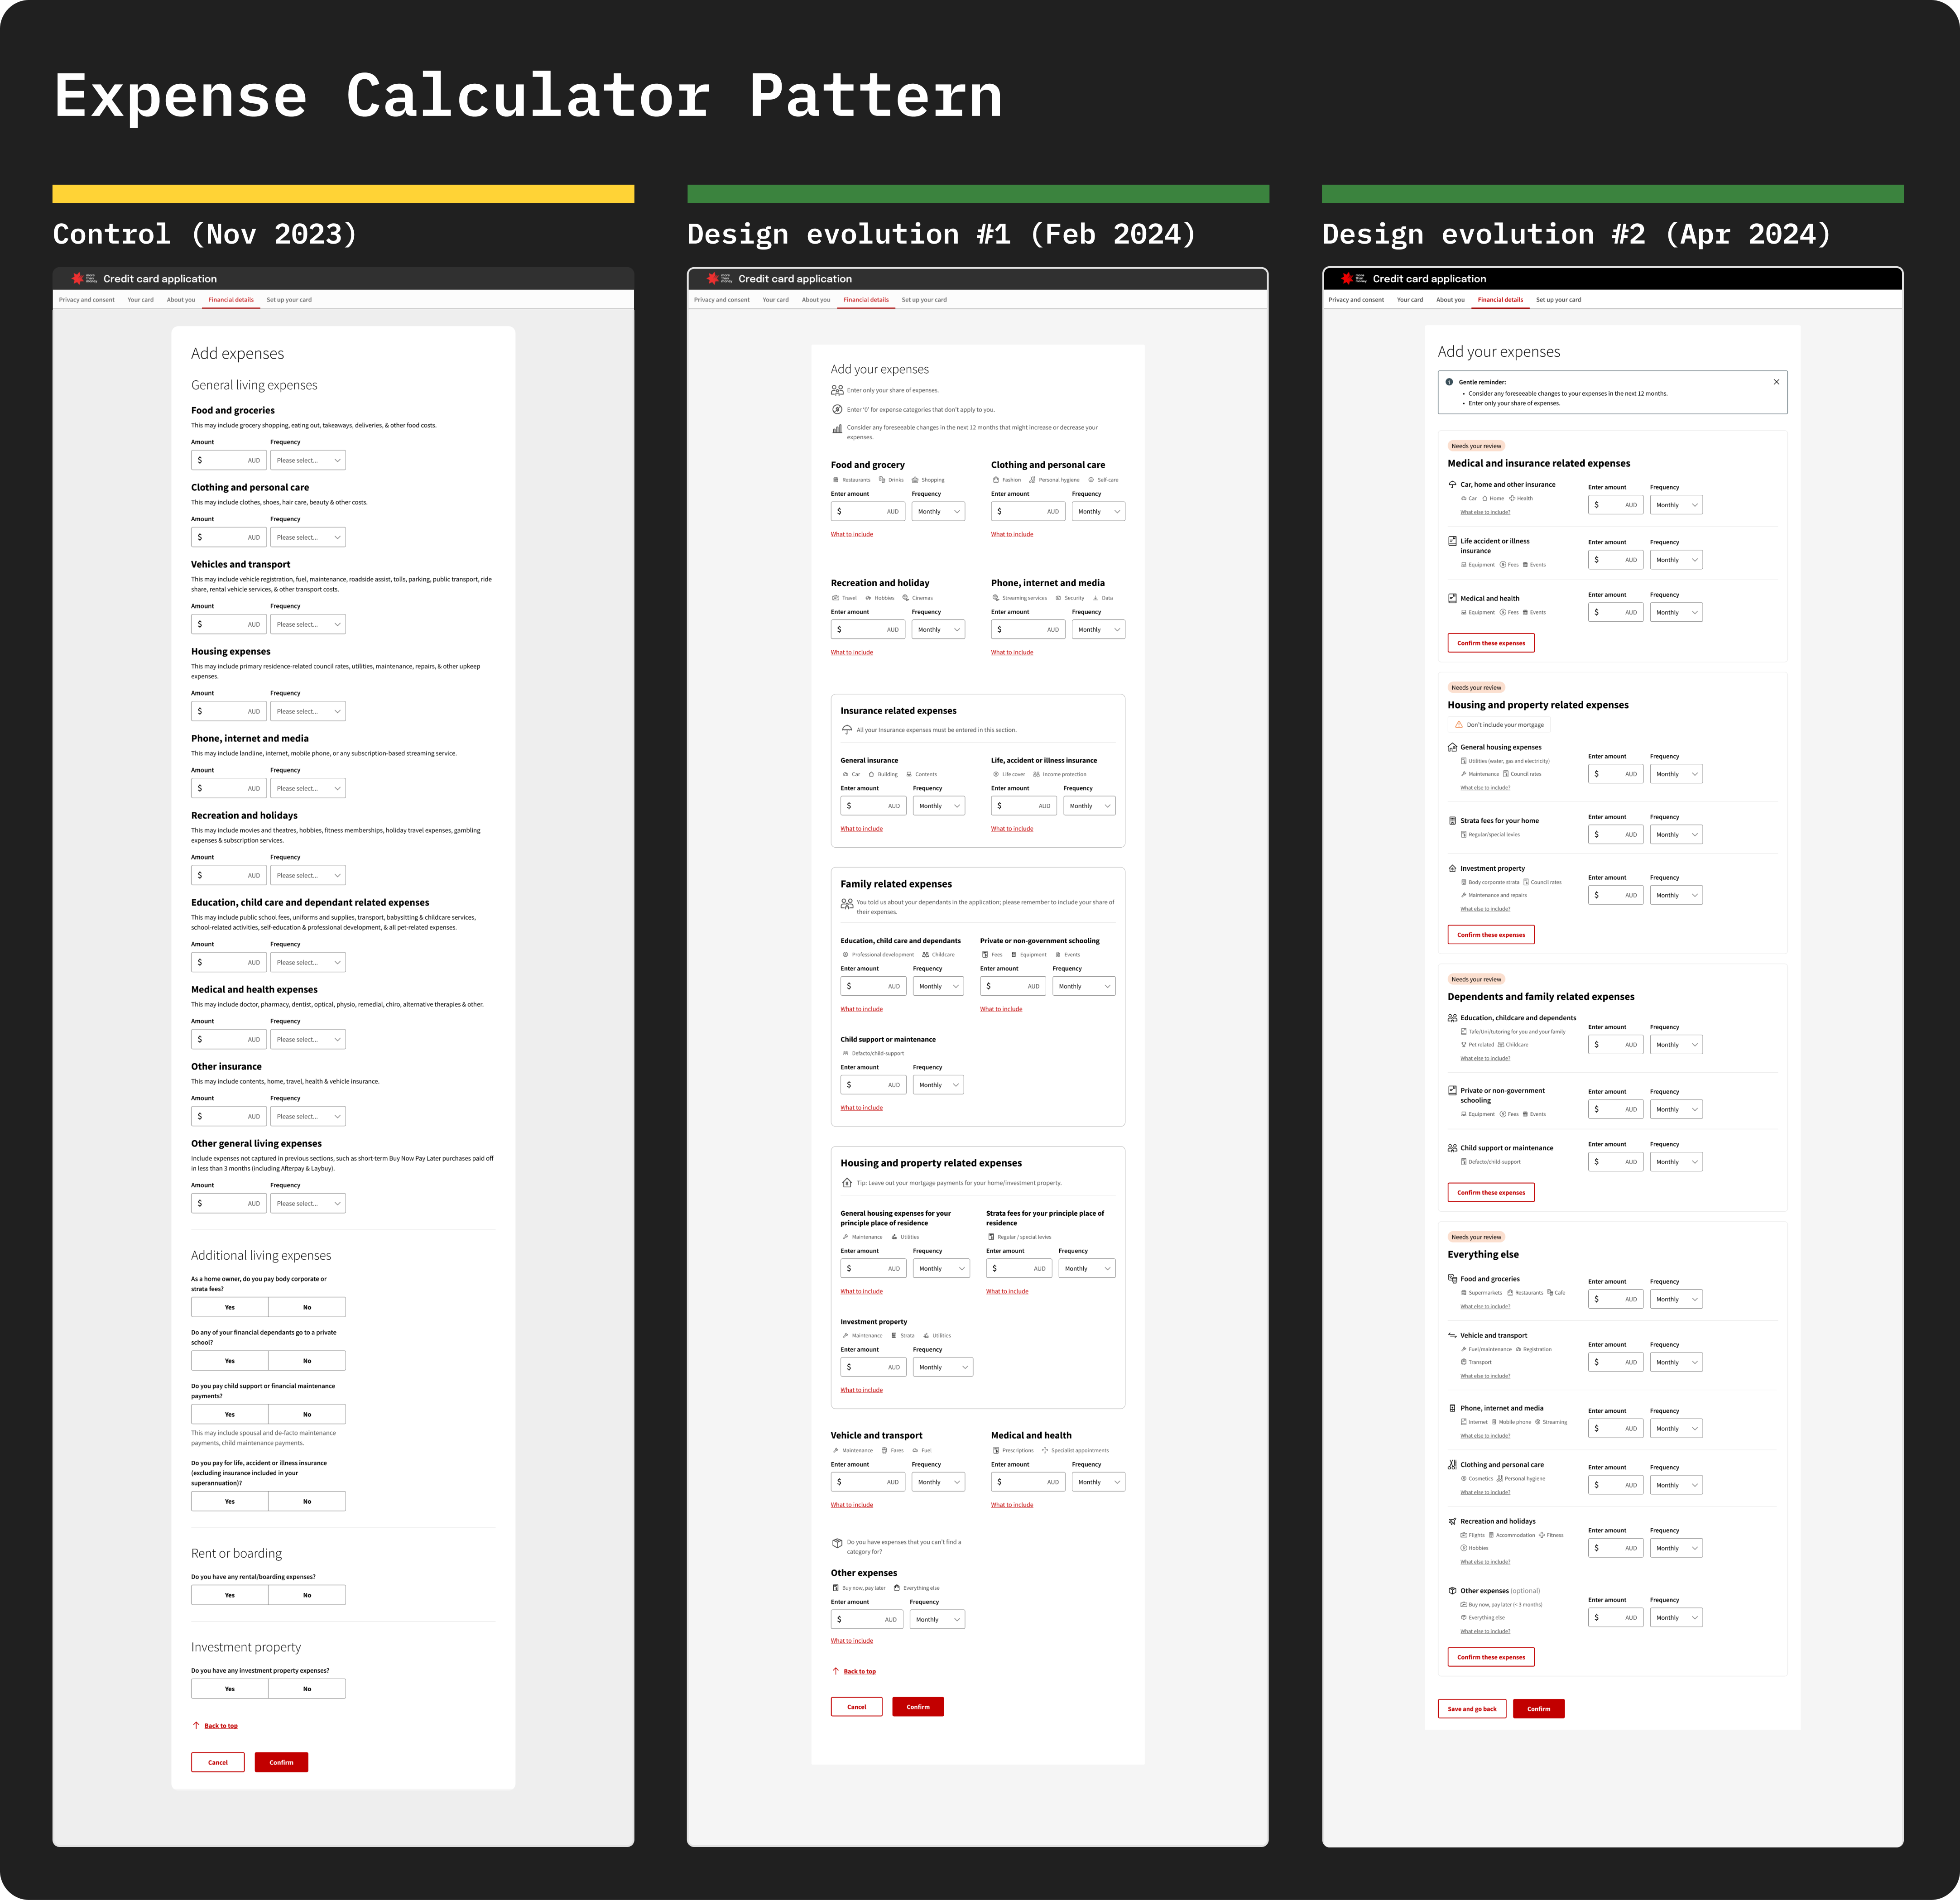 Expense Calculator Pattern
Control (Nov 2023)
Credit card application
Privacy and consent Your card About you Financial details Set up your card
Add expenses
General living expenses
Food and groceries
This may include grocery shopping, eating out, takeaways, deliveries, & other food costs.
Amount Frequency
$ AUD Please select...
Clothing and personal care
This may include clothes, shoes, hair care, beauty & other costs.
Amount Frequency
$ AUD Please select...
Vehicles and transport
This may include vehicle registration, fuel, maintenance, roadside assist, tolls, parking, public transport, ride
share, rental vehicle services, & other transport costs.
Amount Frequency
$ AUD Please select...
Housing expenses
This may include primary residence-related council rates, utilities, maintenance, repairs, & other upkeep
expenses.
Amount Frequency
$ AUD Please select...
Phone, internet and media
This may include landline, internet, mobile phone, or any subscription-based streaming service.
Amount Frequency
$ AUD Please select...
Recreation and holidays
This may include movies and theatres, hobbies, fitness memberships, holiday travel expenses, gambling
expenses & subscription services.
Amount Frequency
$ AUD Please select...
Education, child care and dependant related expenses
This may include public school fees, uniforms and supplies, transport, babysitting & childcare services,
school-related activities, self-education & professional development, & all pet-related expenses.
Amount Frequency
$ AUD Please select...
Medical and health expenses
This may include doctor, pharmacy, dentist, optical, physio, remedial, chiro, alternative therapies & other.
Amount Frequency
$ AUD Please select...
Other insurance
This may include contents, home, travel, health & vehicle insurance.
Amount Frequency
$ AUD Please select...
Other general living expenses
Include expenses not captured in previous sections, such as short-term Buy Now Pay Later purchases paid off
in less than 3 months (including Afterpay & Laybuy).
Amount Frequency
$ AUD Please select...
Additional living expenses
As a home owner, do you pay body corporate or
strata fees?
Yes No
Do any of your financial dependants go to a private
school?
Yes No
Do you pay child support or financial maintenance
payments?
Yes No
This may include spousal and de-facto maintenance
payments, child maintenance payments.
Do you pay for life, accident or illness insurance
(excluding insurance included in your
superannuation)?
Yes No
Rent or boarding
Do you have any rental/boarding expenses?
Yes No
Investment property
Do you have any investment property expenses?
Yes No
Back to top
Cancel Confirm
Design evolution #1 (Feb 2024)
Credit card application
Privacy and consent Your card About you Financial details Set up your card
Add your expenses
Enter only your share of expenses.
Enter '0' for expense categories that don't apply to you.
Consider any foreseeable changes in the next 12 months that might increase or decrease your
expenses.
Food and grocery Clothing and personal care
Restaurants Drinks Shopping Fashion Personal hygiene Self-care
Enter amount Frequency Enter amount Frequency
$ AUD Monthly $ AUD Monthly
What to include What to include
Recreation and holiday Phone, internet and media
Travel Hobbies Cinemas Streaming services Security Data
Enter amount Frequency Enter amount Frequency
$ AUD Monthly $ AUD Monthly
What to include What to include
Insurance related expenses
All your Insurance expenses must be entered in this section.
General insurance Life, accident or illness insurance
Car Building Contents Life cover Income protection
Enter amount Frequency Enter amount Frequency
$ AUD Monthly $ AUD Monthly
What to include What to include
Family related expenses
You told us about your dependants in the application; please remember to include your share of
their expenses.
Education, child care and dependants Private or non-government schooling
Professional development Childcare Fees Equipment Events
Enter amount Frequency Enter amount Frequency
$ AUD Monthly $ AUD Monthly
What to include What to include
Child support or maintenance
Defacto/child-support
Enter amount Frequency
$ AUD Monthly
What to include
Housing and property related expenses
Tip: Leave out your mortgage payments for your home/investment property.
General housing expenses for your Strata fees for your principle place of
principle place of residence residence
Maintenance Utilities Regular / special levies
Enter amount Frequency Enter amount Frequency
$ AUD Monthly $ AUD Monthly
What to include What to include
Investment property
Maintenance Strata Utilities
Enter amount Frequency
$ AUD Monthly
What to include
Vehicle and transport Medical and health
Maintenance Fares Fuel Prescriptions Specialist appointments
Enter amount Frequency Enter amount Frequency
$ AUD Monthly $ AUD Monthly
What to include What to include
Do you have expenses that you can't find a
category for?
Other expenses
Buy now, pay later Everything else
Enter amount Frequency
$ AUD Monthly
What to include
Back to top
Cancel Confirm
Design evolution #2 (Apr 2024)
Credit card application
Privacy and consent Your card About you Financial details Set up your card
Add your expenses
Gentle reminder:
• Consider any foreseeable changes to your expenses in the next 12 months.
• Enter only your share of expenses.
Needs your review
Medical and insurance related expenses
Car, home and other insurance Enter amount Frequency
Car Home Health $ AUD Monthly
What else to include?
Life accident or illness Enter amount Frequency
insurance $ AUD Monthly
Equipment Fees Events
Medical and health Enter amount Frequency
Equipment Fees Events $ AUD Monthly
Confirm these expenses
Needs your review
Housing and property related expenses
Don't include your mortgage
General housing expenses Enter amount Frequency
Utilities (water, gas and electricity)
Maintenance Council rates $ AUD Monthly
What else to include?
Strata fees for your home Enter amount Frequency
Regular/special levies $ AUD Monthly
Investment property Enter amount Frequency
Body corporate strata Council rates
Maintenance and repairs $ AUD Monthly
What else to include?
Confirm these expenses
Needs your review
Dependents and family related expenses
Education, childcare and dependents Enter amount Frequency
Tafe/Uni/tutoring for you and your family
Pet related Childcare $ AUD Monthly
What else to include?
Private or non-government Enter amount Frequency
schooling $ AUD Monthly
Equipment Fees Events
Child support or maintenance Enter amount Frequency
Defacto/child-support $ AUD Monthly
Confirm these expenses
Needs your review
Everything else
Food and groceries Enter amount Frequency
Supermarkets Restaurants Cafe $ AUD Monthly
What else to include?
Vehicle and transport Enter amount Frequency
Fuel/maintenance Registration
Transport $ AUD Monthly
What else to include?
Phone, internet and media Enter amount Frequency
Internet Mobile phone Streaming $ AUD Monthly
What else to include?
Clothing and personal care Enter amount Frequency
Cosmetics Personal hygiene $ AUD Monthly
What else to include?
Recreation and holidays Enter amount Frequency
Flights Accommodation Fitness
Hobbies $ AUD Monthly
What else to include?
Other expenses (optional) Enter amount Frequency
Buy now, pay later (< 3 months)
Everything else $ AUD Monthly
What else to include?
Confirm these expenses
Save and go back Confirm